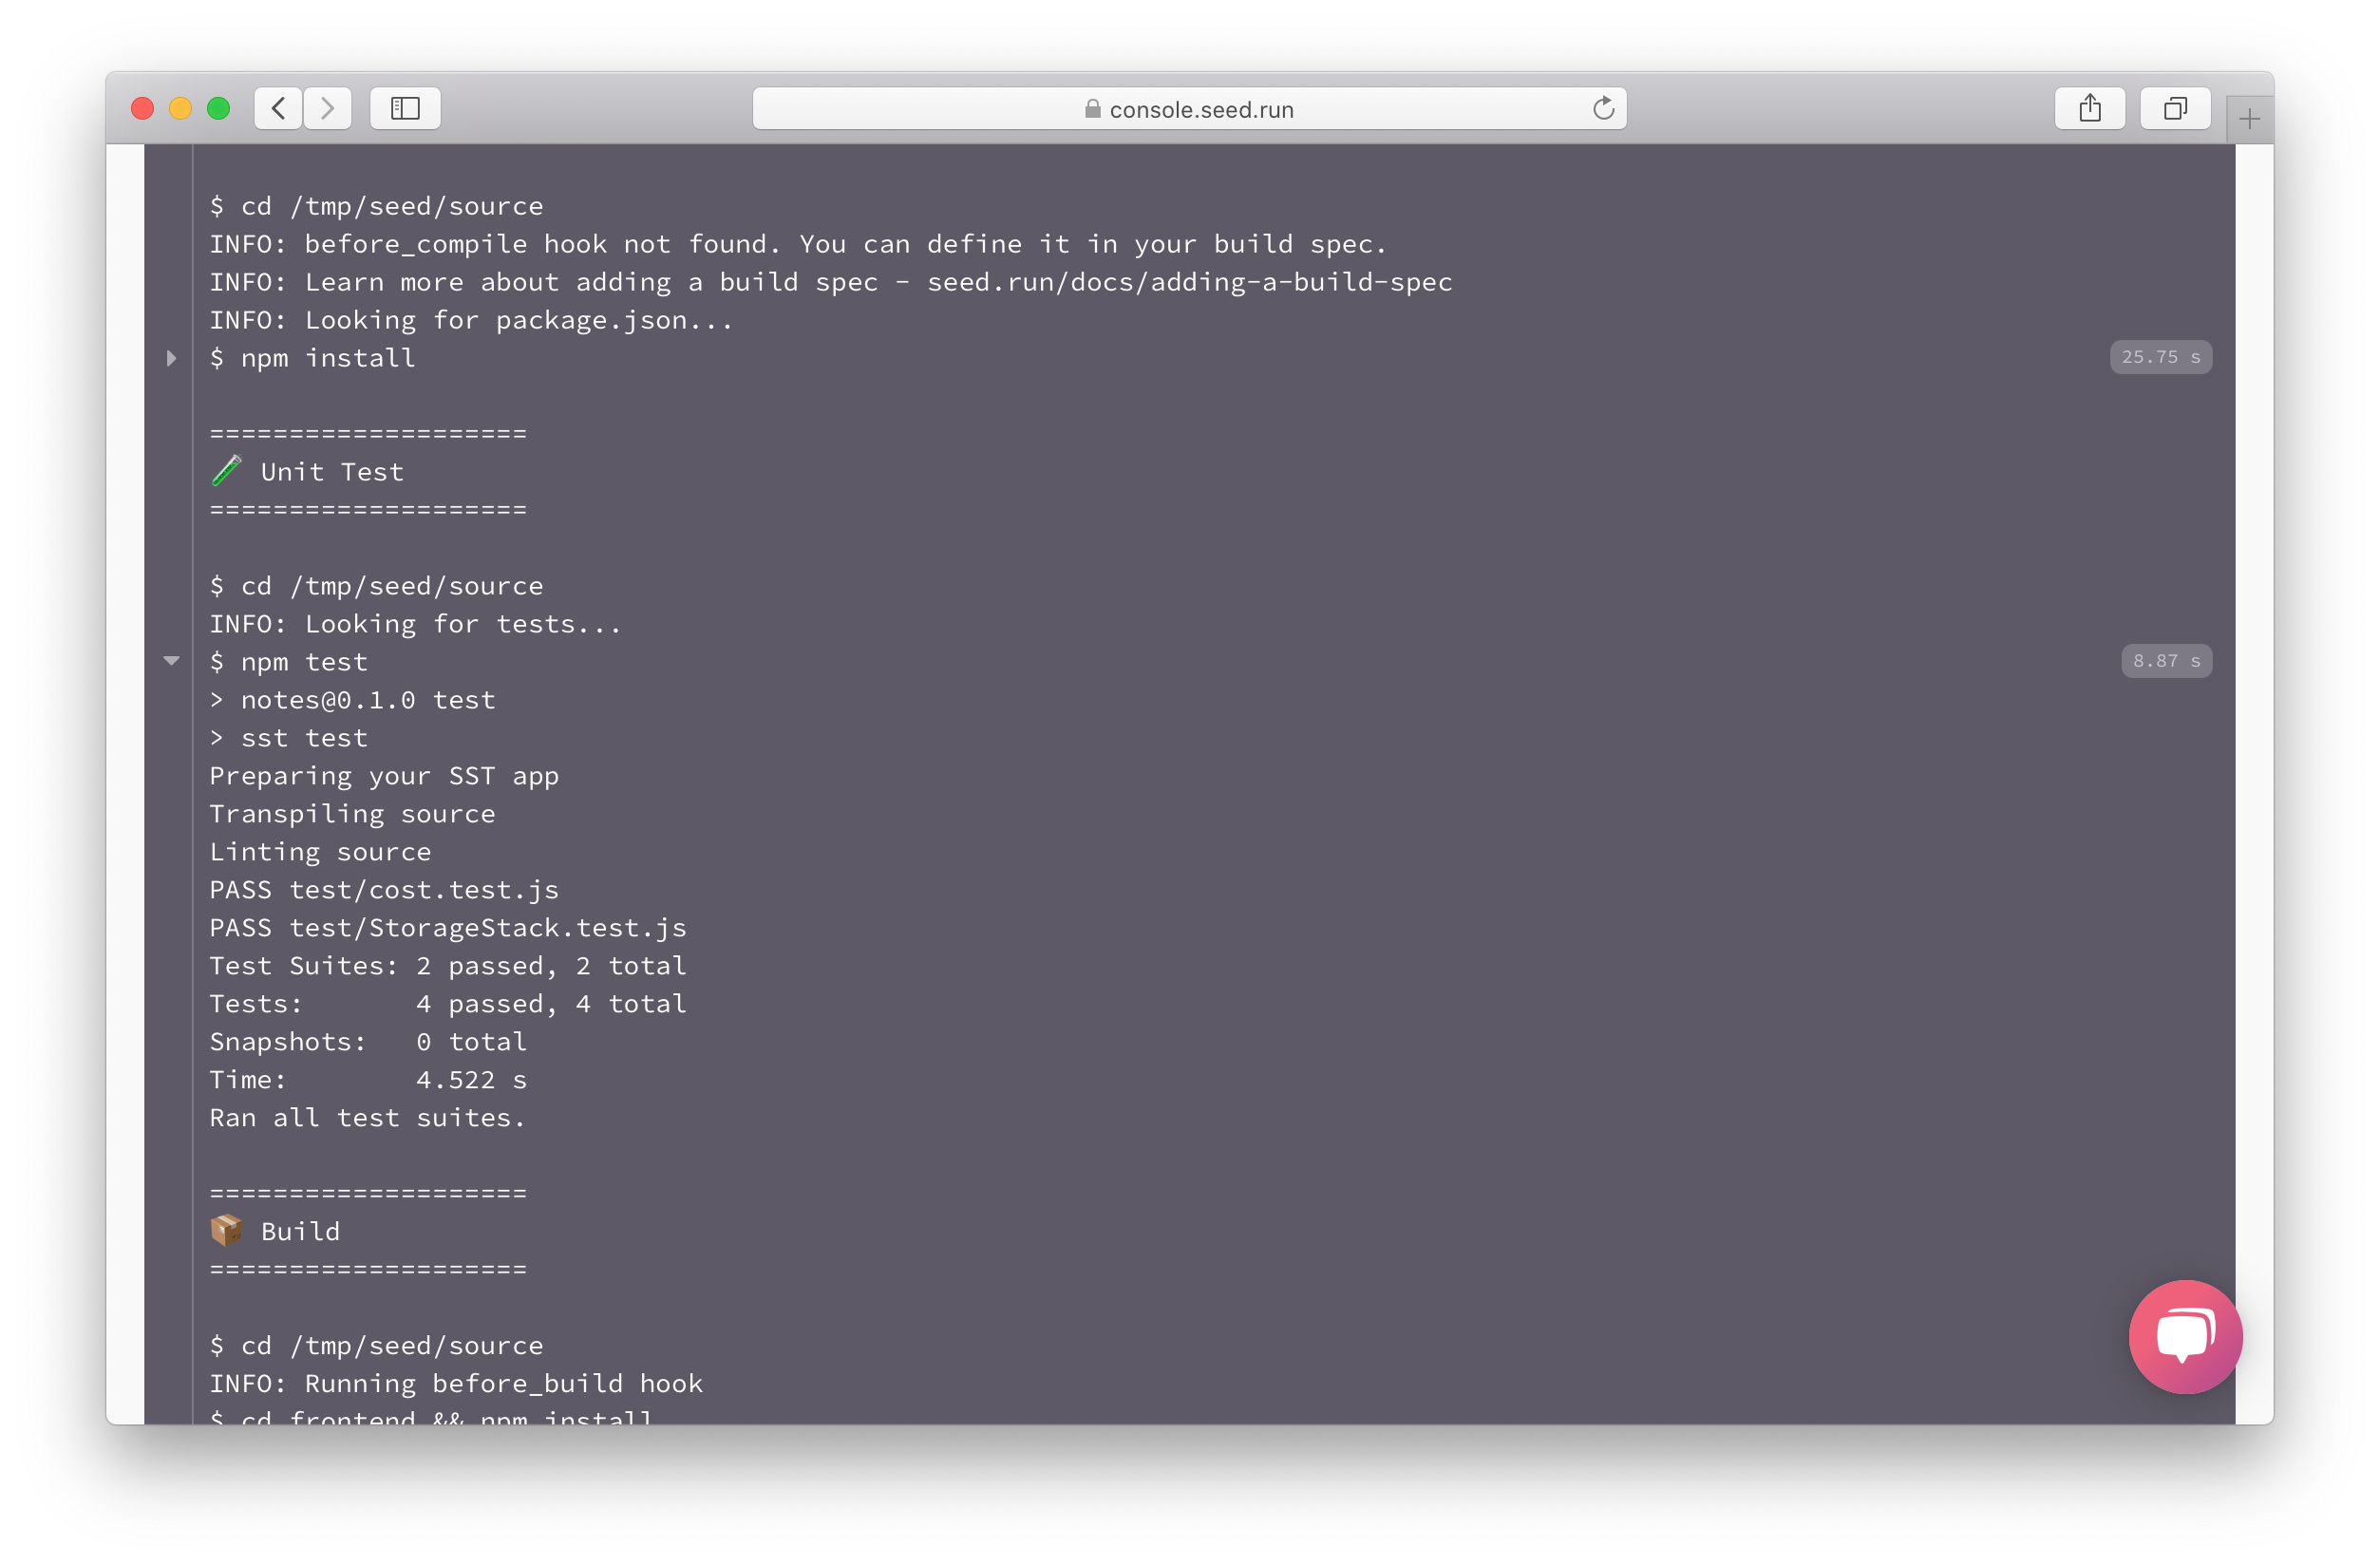 console.seed.run
$ cd /tmp/seed/source
INFO: before_compile hook not found. You can define it in your build spec.
INFO: Learn more about adding a build spec - seed.run/docs/adding-a-build-spec
INFO: Looking for package.json...
$ npm install 25.75 s
====================
Unit Test
====================
$ cd /tmp/seed/source
INFO: Looking for tests...
$ npm test 8.87 s
> notes@0.1.0 test
> sst test
Preparing your SST app
Transpiling source
Linting source
PASS test/cost.test.js
PASS test/StorageStack.test.js
Test Suites: 2 passed, 2 total
Tests:       4 passed, 4 total
Snapshots:   0 total
Time:        4.522 s
Ran all test suites.
====================
Build
====================
$ cd /tmp/seed/source
INFO: Running before_build hook
$ cd frontend && npm install